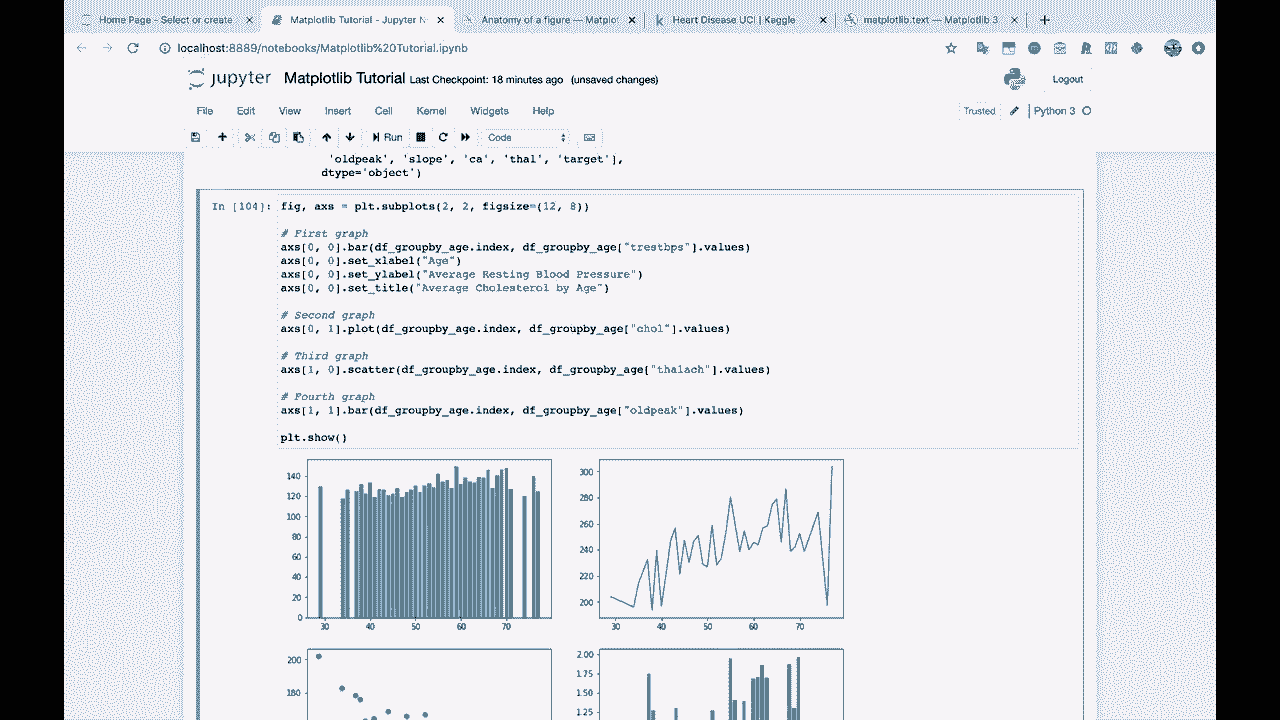 Home Page - Select or create
Matplotlib Tutorial - Jupyter N
Anatomy of a figure — Matplot
Heart Disease UCI | Kaggle
matplotlib.text — Matplotlib 3
localhost:8889/notebooks/Matplotlib%20Tutorial.ipynb
jupyter Matplotlib Tutorial Last Checkpoint: 18 minutes ago (unsaved changes) Logout
File Edit View Insert Cell Kernel Widgets Help Trusted Python 3
Run Code
'oldpeak', 'slope', 'ca', 'thal', 'target'],
dtype='object')
In [104]: fig, axs = plt.subplots(2, 2, figsize=(12, 8))
# First graph
axs[0, 0].bar(df_groupby_age.index, df_groupby_age["trestbps"].values)
axs[0, 0].set_xlabel("Age")
axs[0, 0].set_ylabel("Average Resting Blood Pressure")
axs[0, 0].set_title("Average Cholesterol by Age")
# Second graph
axs[0, 1].plot(df_groupby_age.index, df_groupby_age["chol"].values)
# Third graph
axs[1, 0].scatter(df_groupby_age.index, df_groupby_age["thalach"].values)
# Fourth graph
axs[1, 1].bar(df_groupby_age.index, df_groupby_age["oldpeak"].values)
plt.show()
140
120
100
80
60
40
20
0
30 40 50 60 70
300
280
260
240
220
200
30 40 50 60 70
200
180
2.00
1.75
1.50
1.25